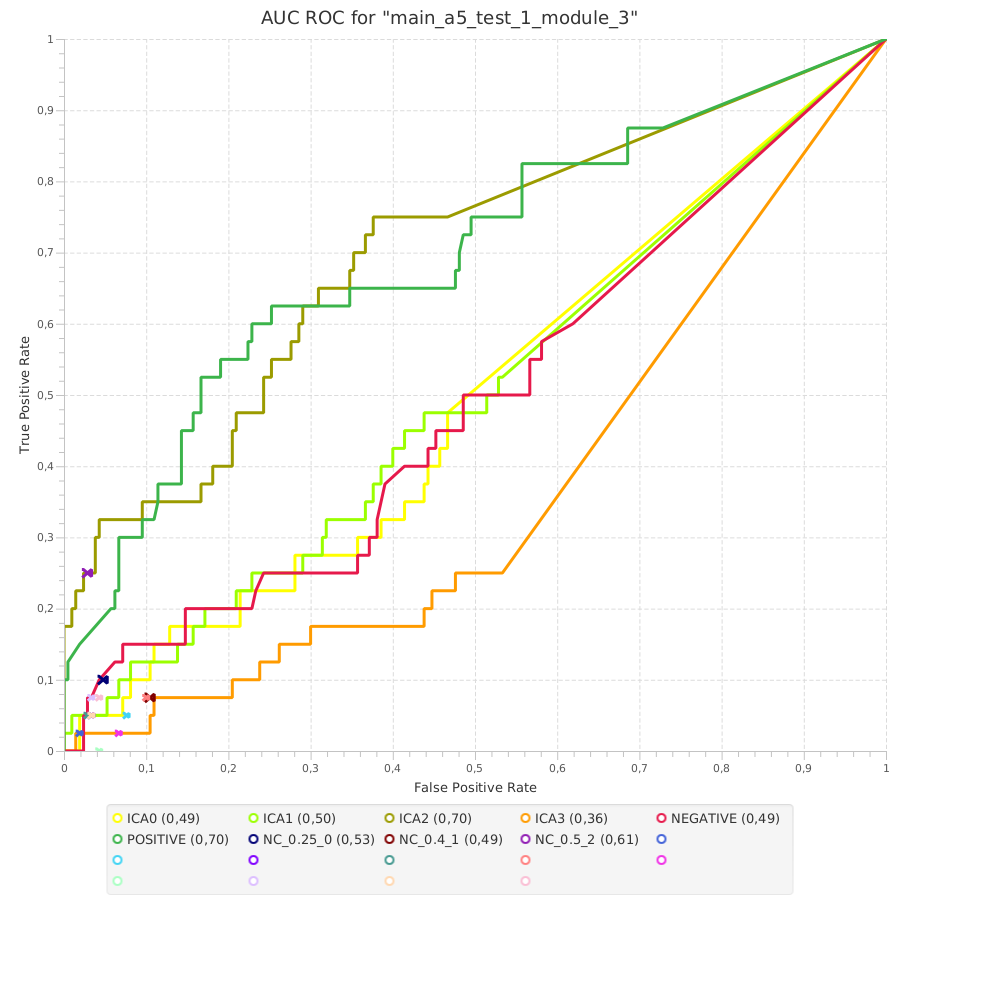 AUC ROC for "main_a5_test_1_module_3"
1
0,9
0,8
0,7
0,6
0,5
0,4
0,3
0,2
0,1
0
True Positive Rate
0 0,1 0,2 0,3 0,4 0,5 0,6 0,7 0,8 0,9 1
False Positive Rate
ICA0 (0,49) ICA1 (0,50) ICA2 (0,70) ICA3 (0,36) NEGATIVE (0,49)
POSITIVE (0,70) NC_0.25_0 (0,53) NC_0.4_1 (0,49) NC_0.5_2 (0,61)